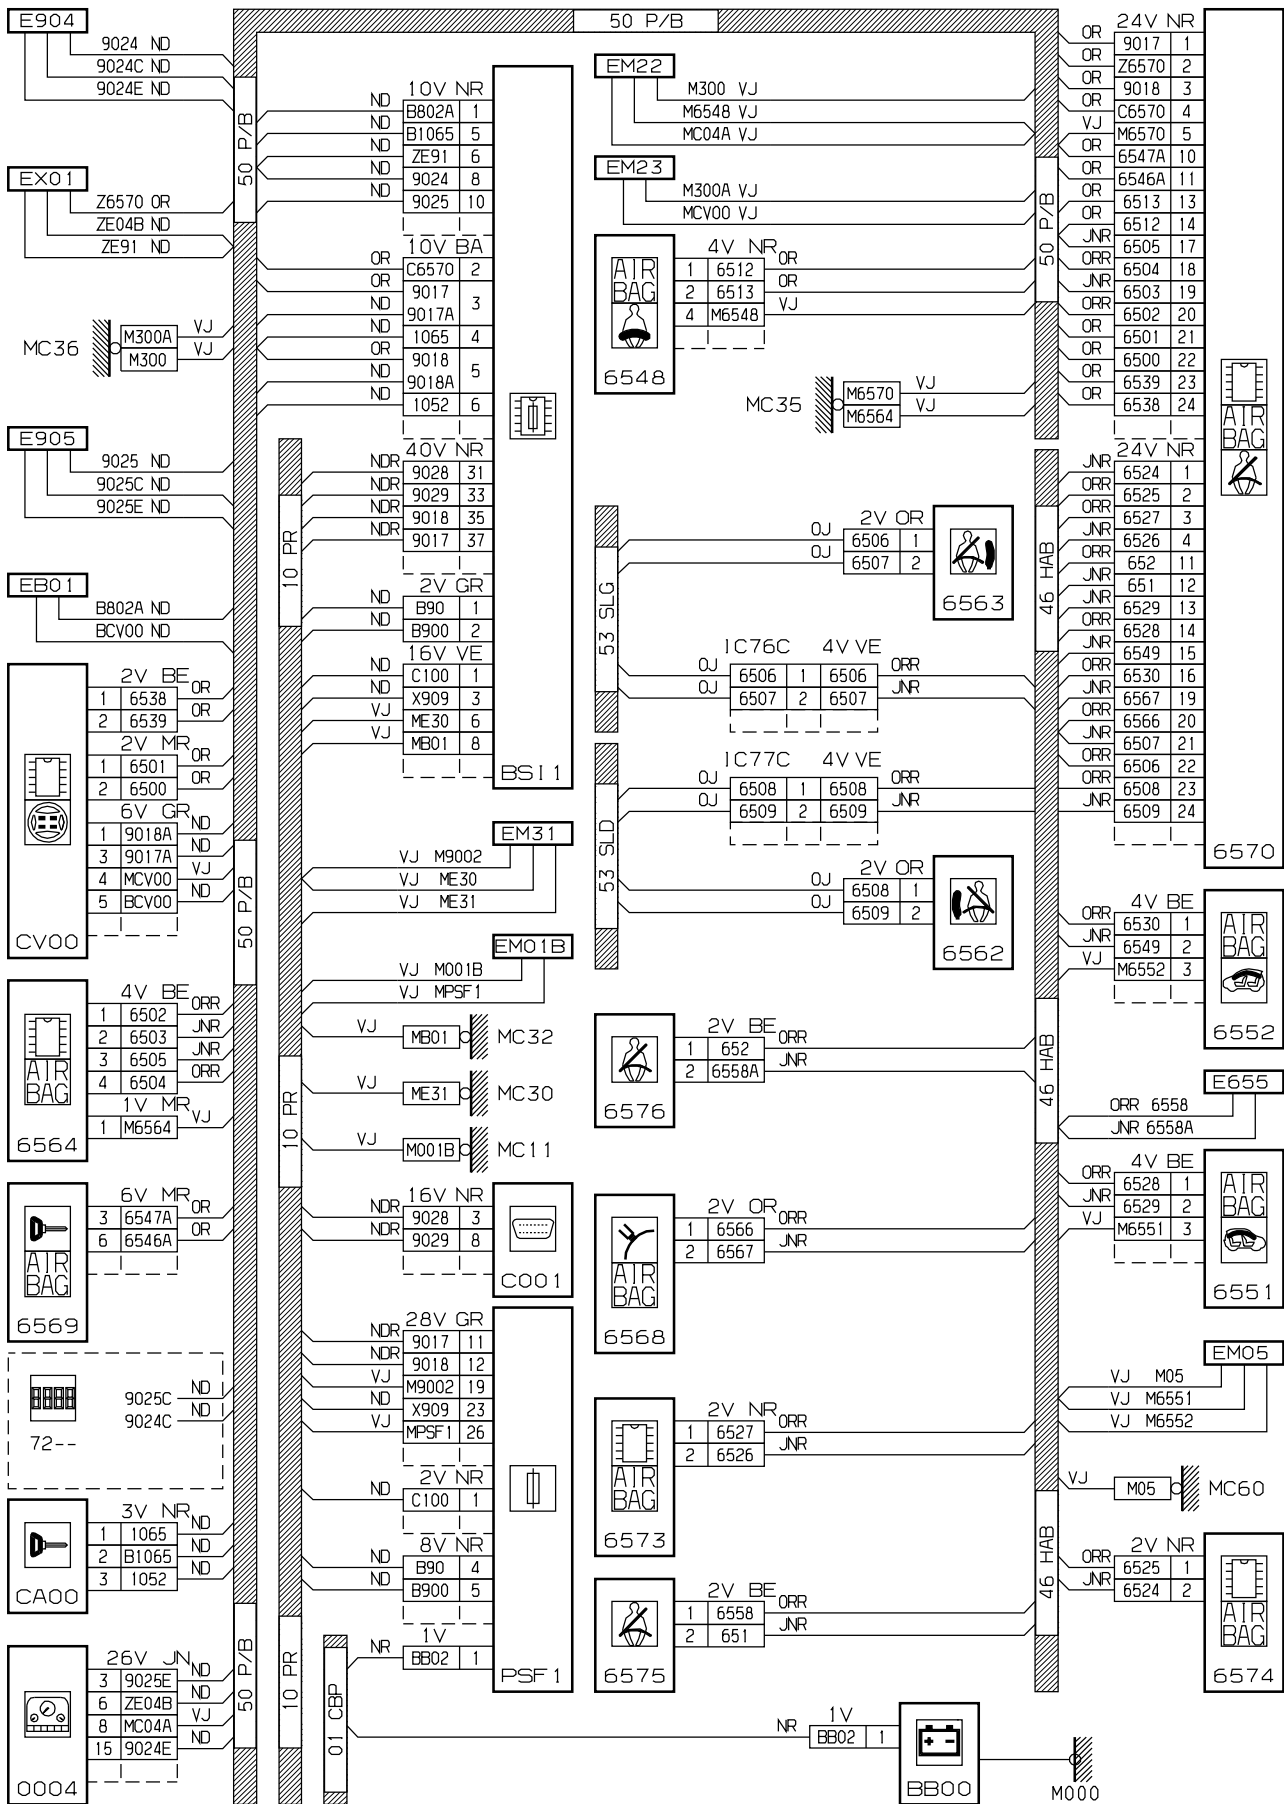 50 P/B
E904
9024 ND
9024C ND
9024E ND
50 P/B
EX01
Z6570 OR
ZE04B ND
ZE91 ND
MC36
M300A VJ
M300 VJ
E905
9025 ND
9025C ND
9025E ND
EB01
B802A ND
BCV00 ND
2V BE
1 6538 OR
2 6539 OR
2V MR
1 6501 OR
2 6500 OR
6V GR
1 9018A ND
3 9017A ND
4 MCV00 VJ
5 BCV00 ND
CV00
50 P/B
4V BE
1 6502 ORR
2 6503 JNR
3 6505 JNR
4 6504 ORR
1V MR
1 M6564 VJ
AIR
BAG
6564
6V MR
3 6547A OR
6 6546A OR
AIR
BAG
6569
9025C ND
9024C ND
72--
3V NR
1 1065 ND
2 B1065 ND
3 1052 ND
CA00
50 P/B
26V JN
3 9025E ND
6 ZE04B ND
8 MC04A VJ
15 9024E ND
0004
10V NR
ND B802A 1
ND B1065 5
ND ZE91 6
ND 9024 8
ND 9025 10
10V BA
OR C6570 2
OR 9017
ND 9017A 3
ND 1065 4
OR 9018
ND 9018A 5
ND 1052 6
40V NR
NDR 9028 31
NDR 9029 33
NDR 9018 35
NDR 9017 37
10 PR
2V GR
ND B90 1
ND B900 2
16V VE
ND C100 1
ND X909 3
VJ ME30 6
VJ MB01 8
BSI1
EM31
VJ M9002
VJ ME30
VJ ME31
EM01B
VJ M001B
VJ MPSF1
VJ MB01 MC32
VJ ME31 MC30
VJ M001B MC11
10 PR
16V NR
NDR 9028 3
NDR 9029 8
C001
28V GR
NDR 9017 11
NDR 9018 12
VJ M9002 19
ND X909 23
VJ MPSF1 26
2V NR
ND C100 1
8V NR
ND B90 4
ND B900 5
1V
NR BB02 1
PSF1
10 PR
01 CBP
EM22
M300 VJ
M6548 VJ
MC04A VJ
EM23
M300A VJ
MCV00 VJ
50 P/B
4V NR
1 6512 OR
2 6513 OR
4 M6548 VJ
AIR
BAG
6548
MC35
M6570 VJ
M6564 VJ
53 SLG
2V OR
OJ 6506 1
OJ 6507 2
6563
1C76C 4V VE
OJ 6506 1 6506 ORR
OJ 6507 2 6507 JNR
53 SLD
1C77C 4V VE
OJ 6508 1 6508 ORR
OJ 6509 2 6509 JNR
2V OR
OJ 6508 1
OJ 6509 2
6562
2V BE
1 652 ORR
2 6558A JNR
6576
2V OR
1 6566 ORR
2 6567 JNR
AIR
BAG
6568
2V NR
1 6527 ORR
2 6526 JNR
AIR
BAG
6573
2V BE
1 6558 ORR
2 651 JNR
6575
1V
NR BB02 1
BB00
M000
24V NR
OR 9017 1
OR Z6570 2
OR 9018 3
OR C6570 4
VJ M6570 5
OR 6547A 10
OR 6546A 11
OR 6513 13
OR 6512 14
JNR 6505 17
ORR 6504 18
JNR 6503 19
ORR 6502 20
OR 6501 21
OR 6500 22
OR 6539 23
OR 6538 24
AIR
BAG
24V NR
JNR 6524 1
ORR 6525 2
ORR 6527 3
JNR 6526 4
ORR 652 11
JNR 651 12
JNR 6529 13
ORR 6528 14
JNR 6549 15
ORR 6530 16
JNR 6567 19
ORR 6566 20
JNR 6507 21
ORR 6506 22
ORR 6508 23
JNR 6509 24
6570
46 HAB
4V BE
ORR 6530 1
JNR 6549 2
VJ M6552 3
AIR
BAG
6552
46 HAB
E655
ORR 6558
JNR 6558A
4V BE
ORR 6528 1
JNR 6529 2
VJ M6551 3
AIR
BAG
6551
EM05
VJ M05
VJ M6551
VJ M6552
VJ M05 MC60
46 HAB
2V NR
ORR 6525 1
JNR 6524 2
AIR
BAG
6574